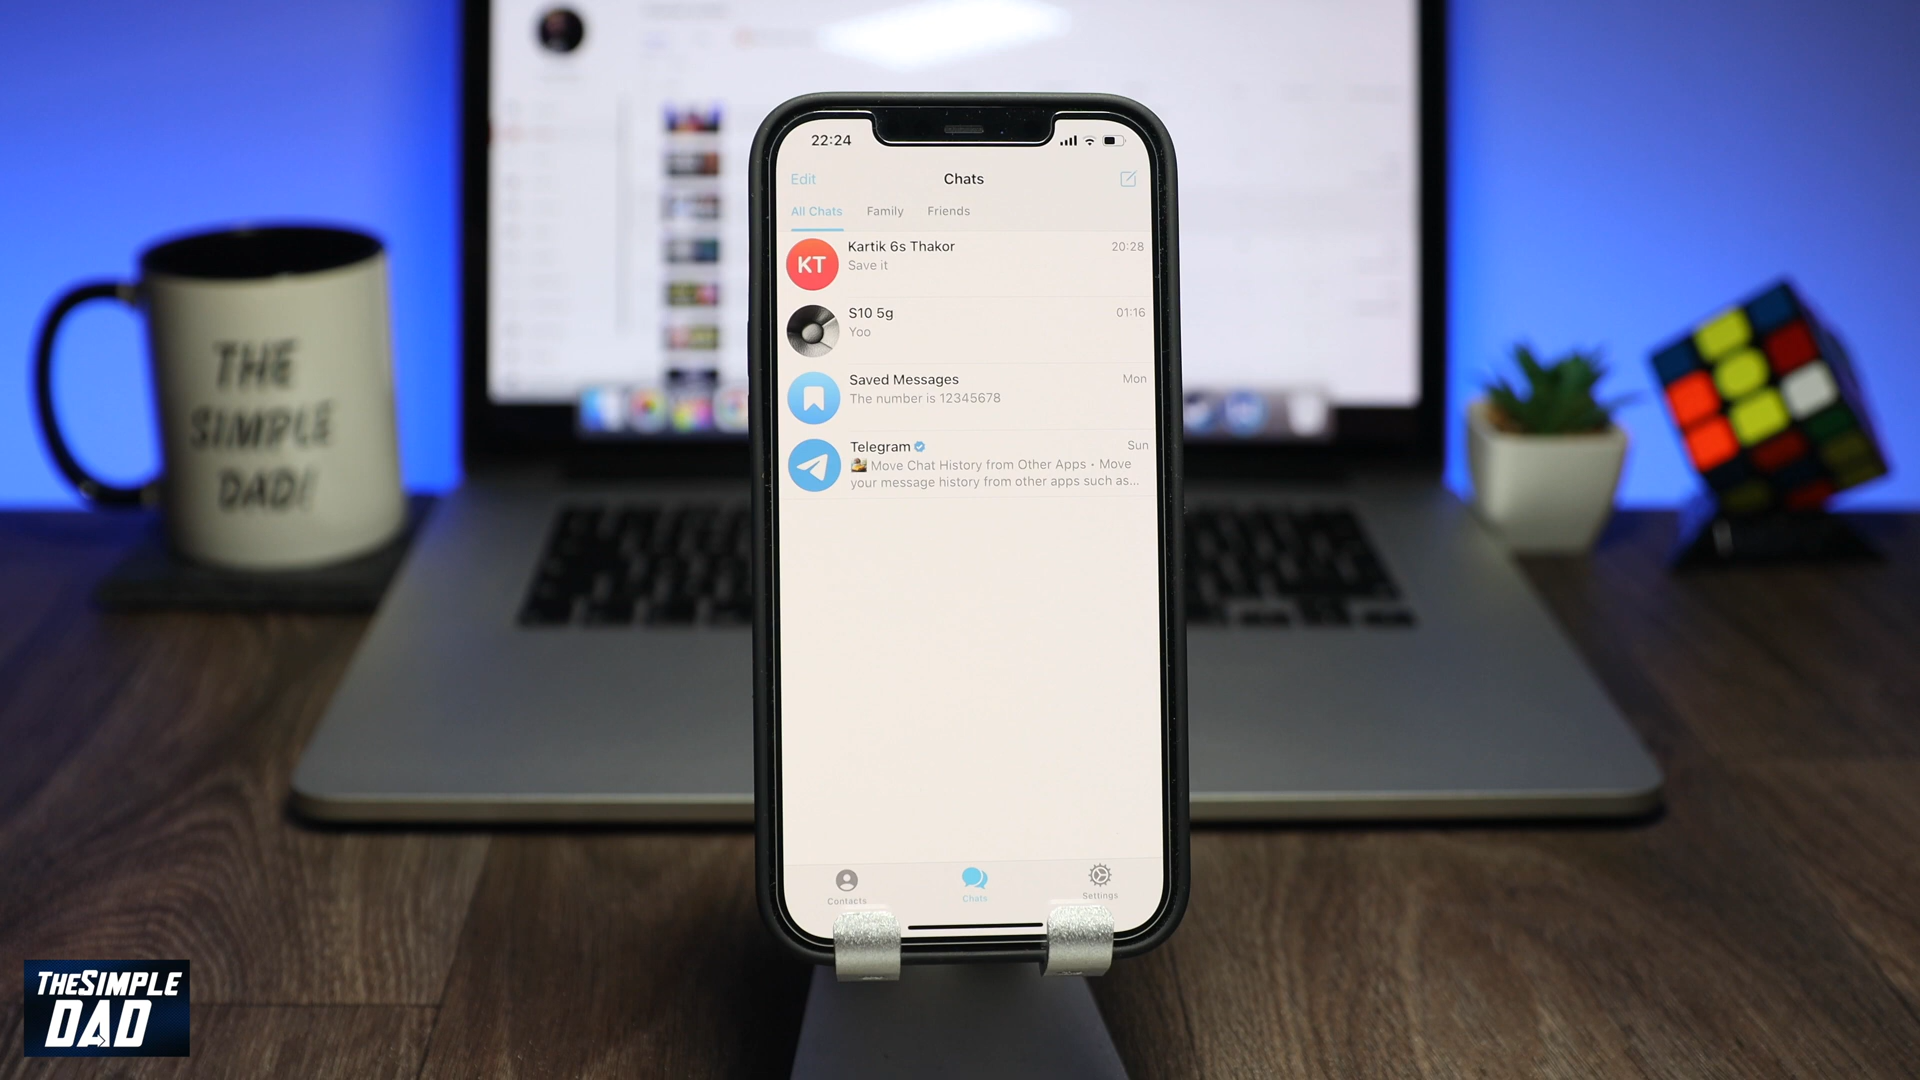 22:24
Edit
Chats
All Chats
Family
Friends
Kartik 6s Thakor
20:28
Save it
S10 5g
01:16
Yoo
Saved Messages
Mon
The number is 12345678
Telegram
Sun
Move Chat History from Other Apps • Move
your message history from other apps such as...
Contacts
Chats
Settings
THE
SIMPLE
DAD!
KT
THESIMPLE
DAD